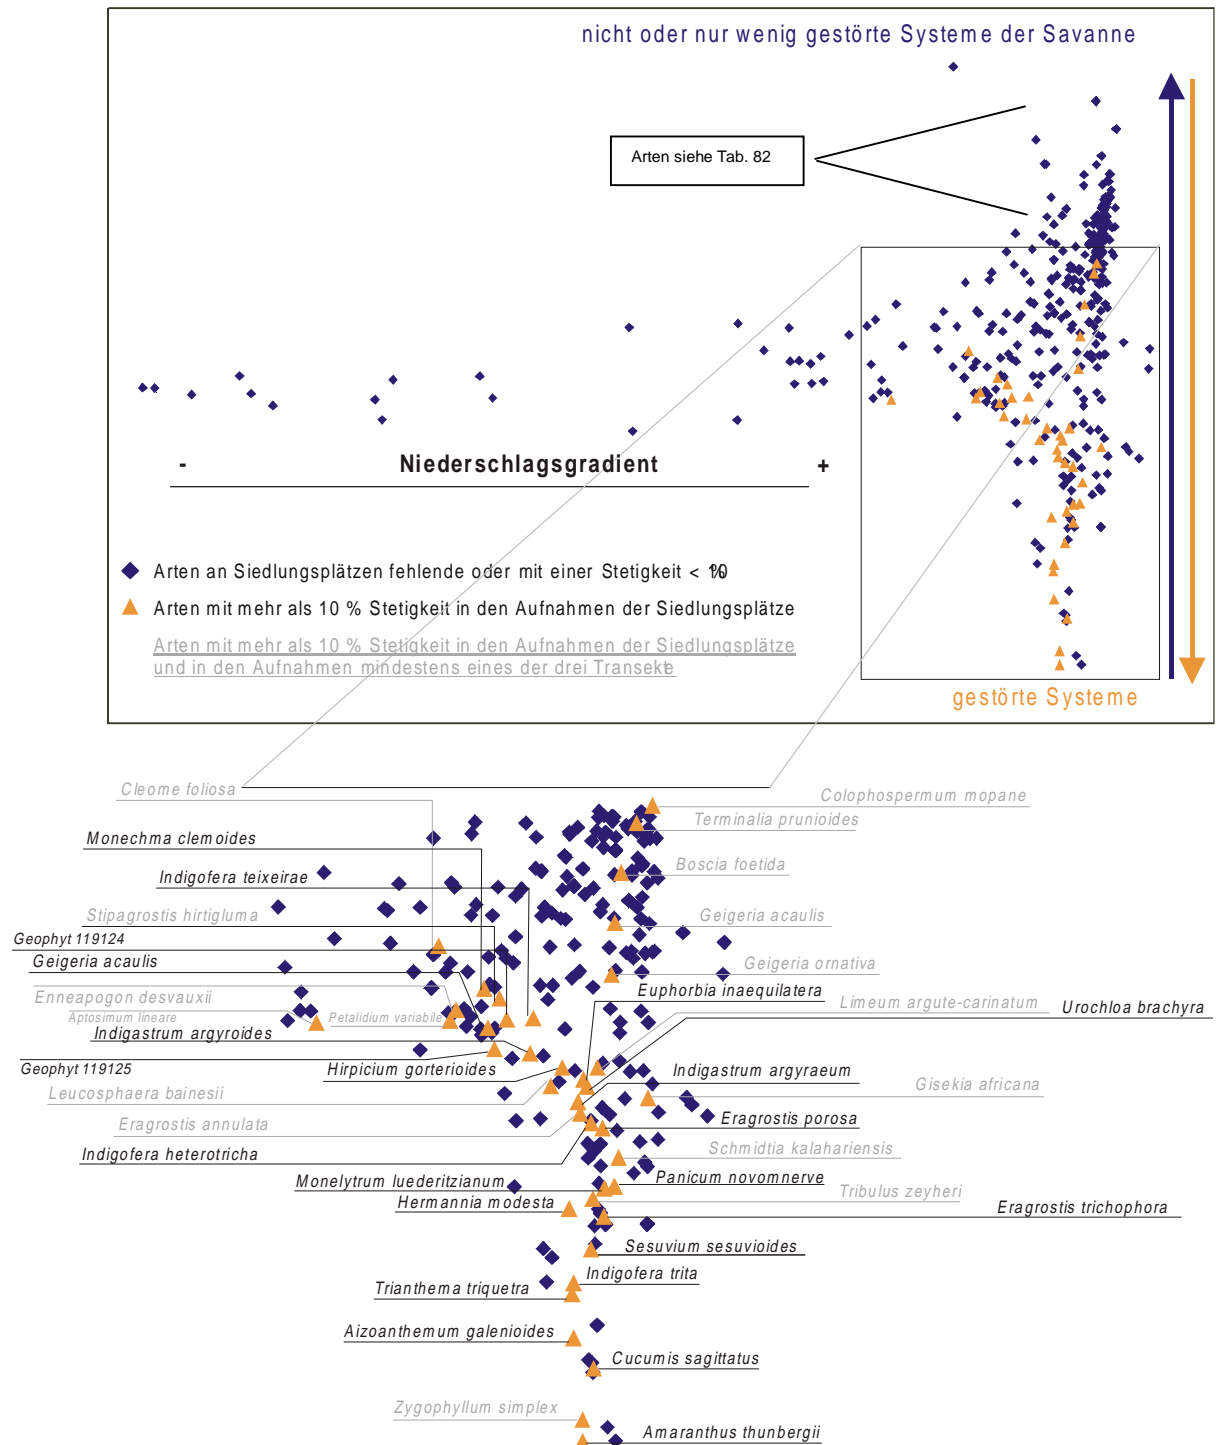 nicht oder nur wenig gestörte Systeme der Savanne
Arten siehe Tab. 82
- Niederschlagsgradient +
Arten an Siedlungsplätzen fehlende oder mit einer Stetigkeit < 10
Arten mit mehr als 10 % Stetigkeit in den Aufnahmen der Siedlungsplätze
Arten mit mehr als 10 % Stetigkeit in den Aufnahmen der Siedlungsplätze
und in den Aufnahmen mindestens eines der drei Transekte
gestörte Systeme
Cleome foliosa
Colophospermum mopane
Terminalia prunioides
Monechma clemoides
Boscia foetida
Indigofera teixeirae
Stipagrostis hirtigluma
Geigeria acaulis
Geophyt 119124
Geigeria acaulis
Geigeria ornativa
Euphorbia inaequilatera
Enneapogon desvauxii
Limeum argute-carinatum
Urochloa brachyra
Aptosimum lineare
Petalidium variabile
Indigastrum argyroides
Geophyt 119125
Hirpicium gorterioides
Indigastrum argyraeum
Leucosphaera bainesii
Gisekia africana
Eragrostis annulata
Eragrostis porosa
Indigofera heterotricha
Schmidtia kalahariensis
Monelytrum luederitzianum
Panicum novomnerve
Tribulus zeyheri
Hermannia modesta
Eragrostis trichophora
Sesuvium sesuvioides
Indigofera trita
Trianthema triquetra
Aizoanthemum galenioides
Cucumis sagittatus
Zygophyllum simplex
Amaranthus thunbergii